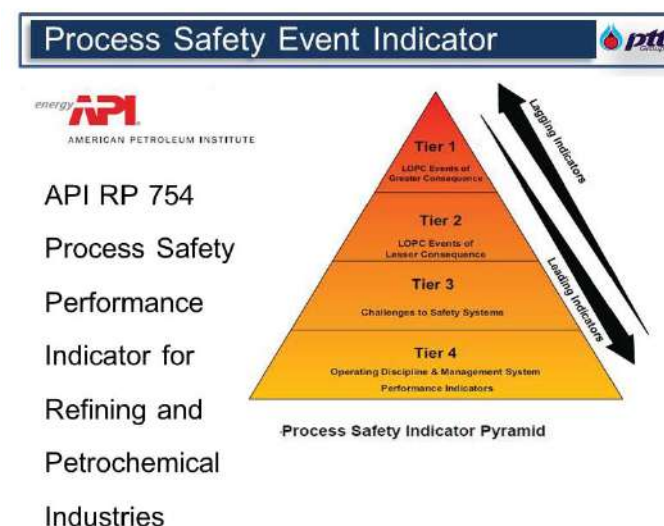 Process Safety Event Indicator
ptt
Group
energy API
AMERICAN PETROLEUM INSTITUTE
API RP 754
Process Safety
Performance
Indicator for
Refining and
Petrochemical
Industries
Tier 1
LOPC Events of
Greater Consequence
Tier 2
LOPC Events of
Lesser Consequence
Tier 3
Challenges to Safety Systems
Tier 4
Operating Discipline & Management System
Performance Indicators
Lagging Indicators
Leading Indicators
Process Safety Indicator Pyramid